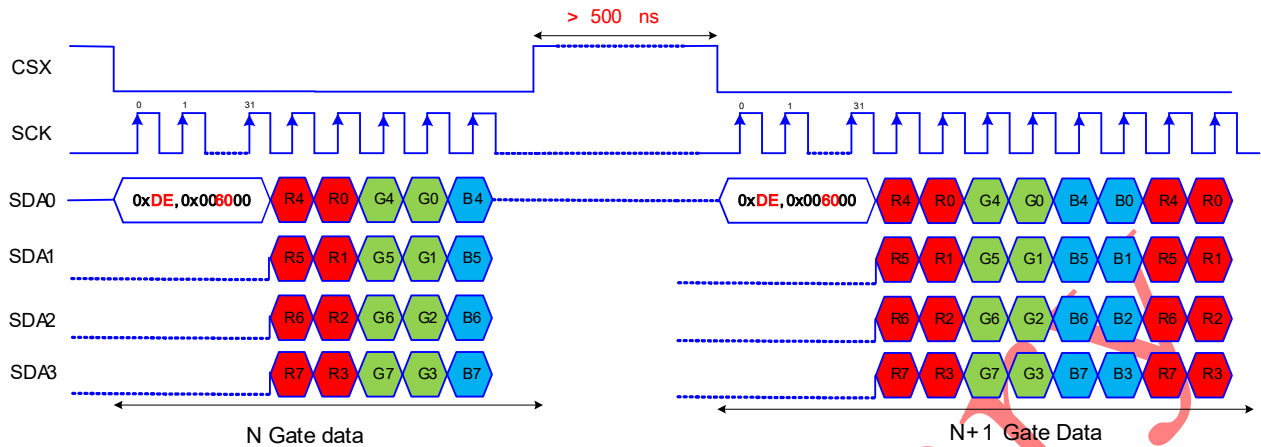 > 500 ns
CSX
0 1 31 0 1 31
SCK
SDA0 0xDE, 0x006000 R4 R0 G4 G0 B4 0xDE, 0x006000 R4 R0 G4 G0 B4 B0 R4 R0
SDA1 R5 R1 G5 G1 B5 R5 R1 G5 G1 B5 B1 R5 R1
SDA2 R6 R2 G6 G2 B6 R6 R2 G6 G2 B6 B2 R6 R2
SDA3 R7 R3 G7 G3 B7 R7 R3 G7 G3 B7 B3 R7 R3
N Gate data N+1 Gate Data